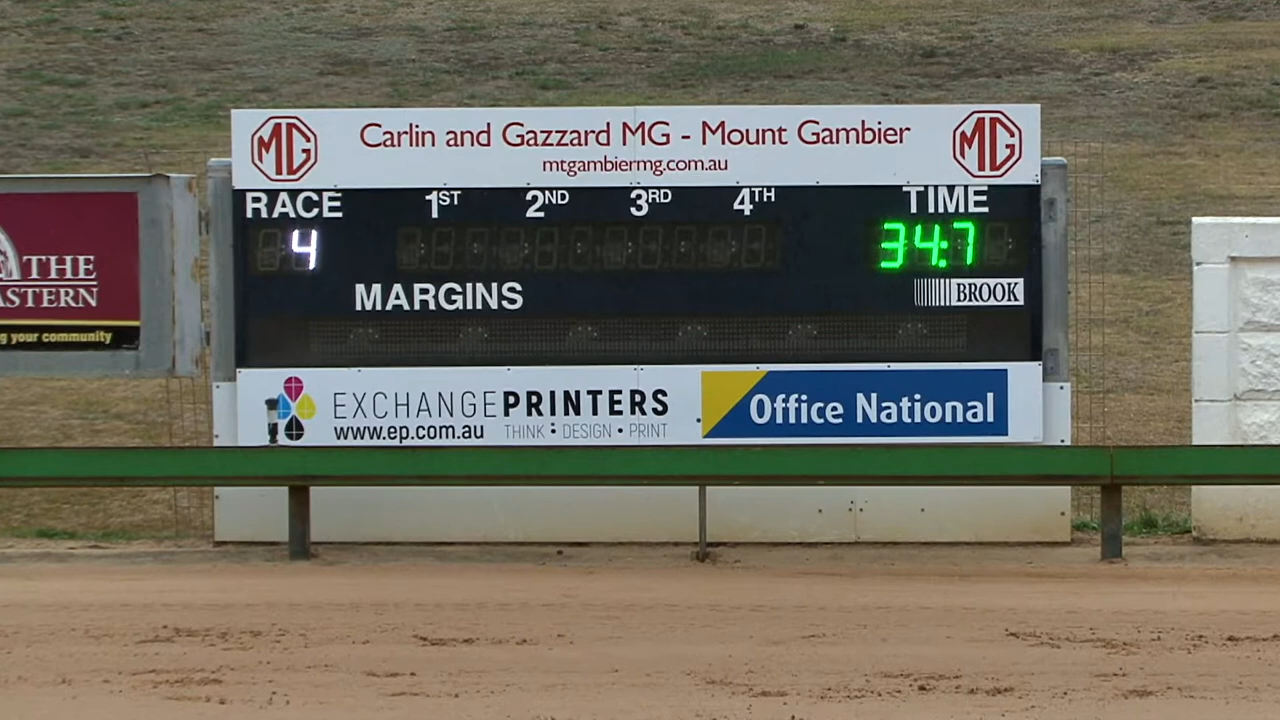 MG Carlin and Gazzard MG - Mount Gambier MG
mtgambiermg.com.au
RACE 1ST 2ND 3RD 4TH TIME
4 34:7
MARGINS BROOK
THE
ASTERN
g your community
EXCHANGEPRINTERS
www.ep.com.au THINK : DESIGN • PRINT
Office National